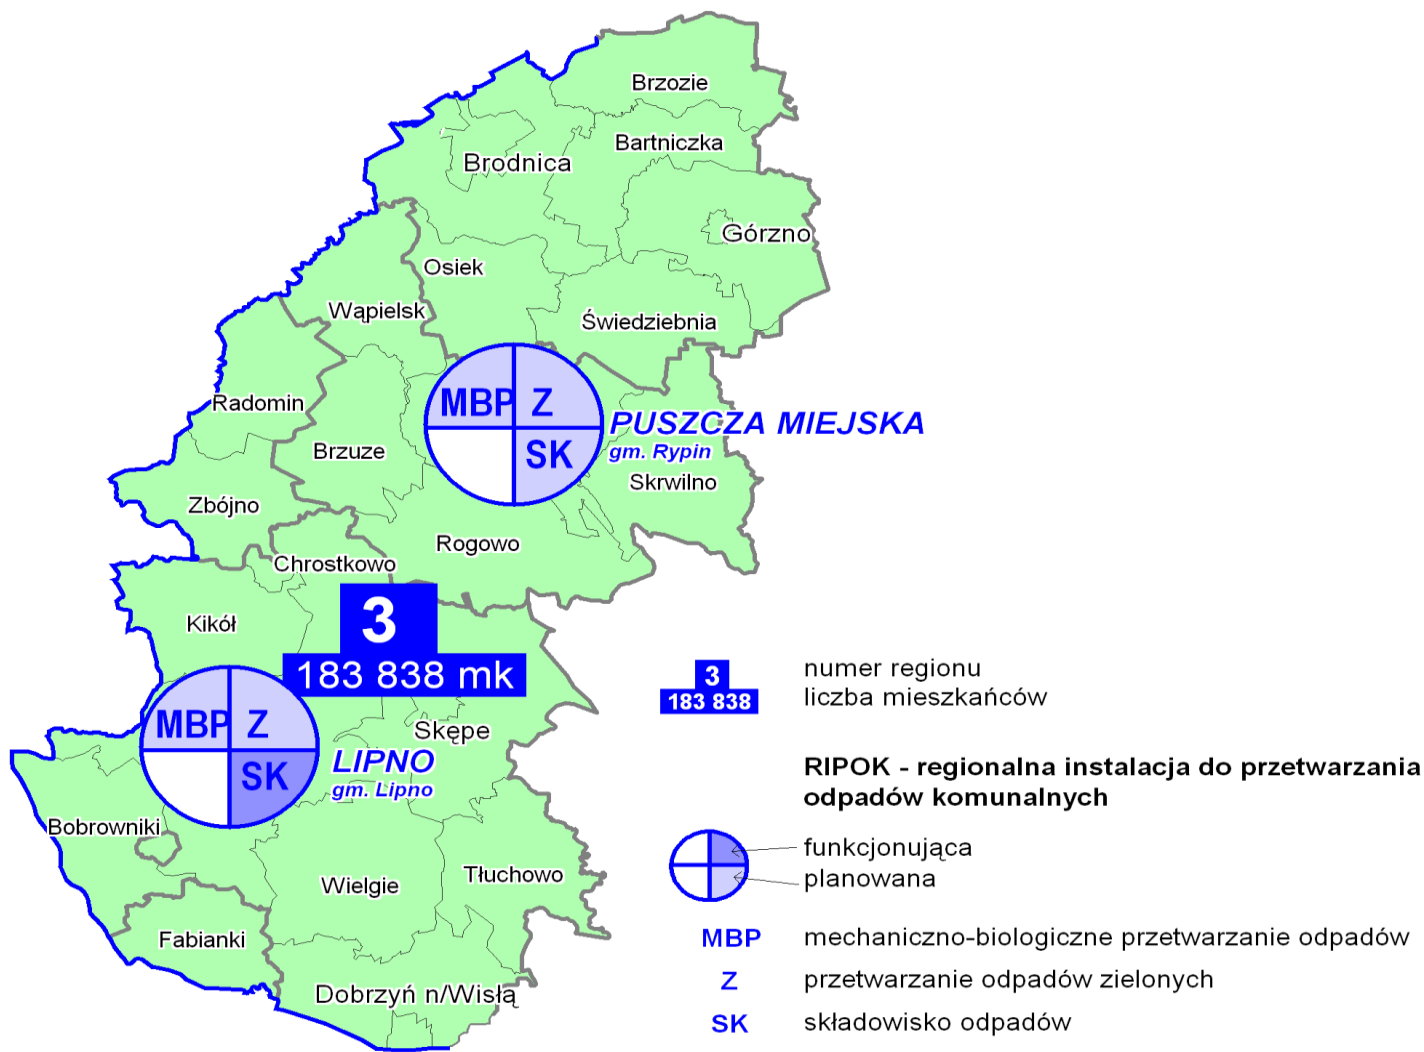 Brzozie
Bartniczka
Brodnica
Górzno
Osiek
Wąpielsk
Świedziebnia
Radomin
MBP Z
SK
PUSZCZA MIEJSKA
gm. Rypin
Brzuze
Skrwilno
Zbójno
Rogowo
Chrostkowo
Kikół
3
183 838 mk
MBP Z
SK
Skępe
LIPNO
gm. Lipno
Bobrowniki
Wielgie
Tłuchowo
Fabianki
Dobrzyń n/Wisłą
3
183 838
numer regionu
liczba mieszkańców
RIPOK - regionalna instalacja do przetwarzania
odpadów komunalnych
funkcjonująca
planowana
MBP mechaniczno-biologiczne przetwarzanie odpadów
Z przetwarzanie odpadów zielonych
SK składowisko odpadów